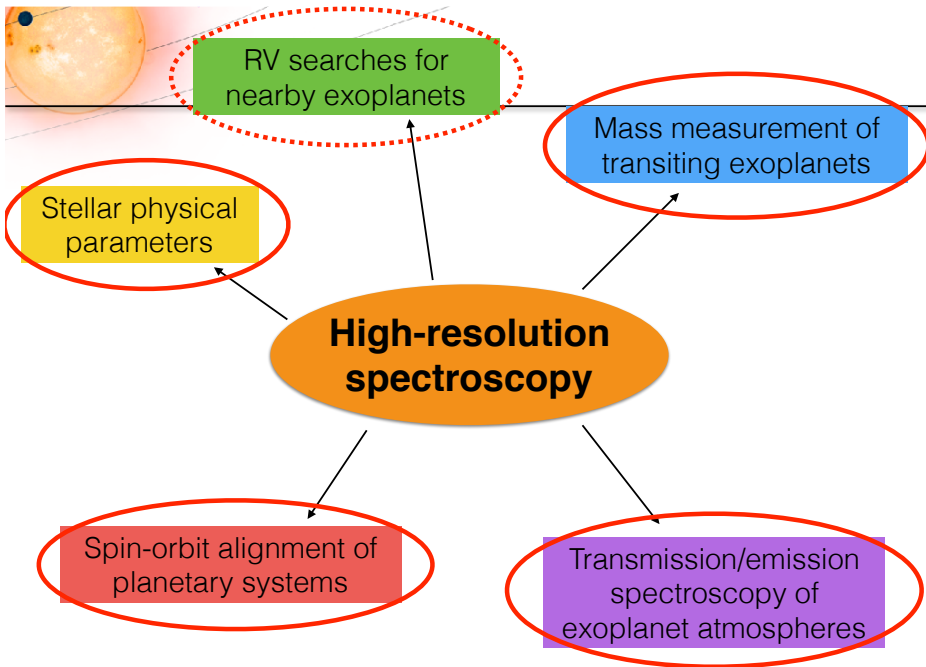 RV searches for
nearby exoplanets
Mass measurement of
transiting exoplanets
Stellar physical
parameters
High-resolution
spectroscopy
Spin-orbit alignment of
planetary systems
Transmission/emission
spectroscopy of
exoplanet atmospheres